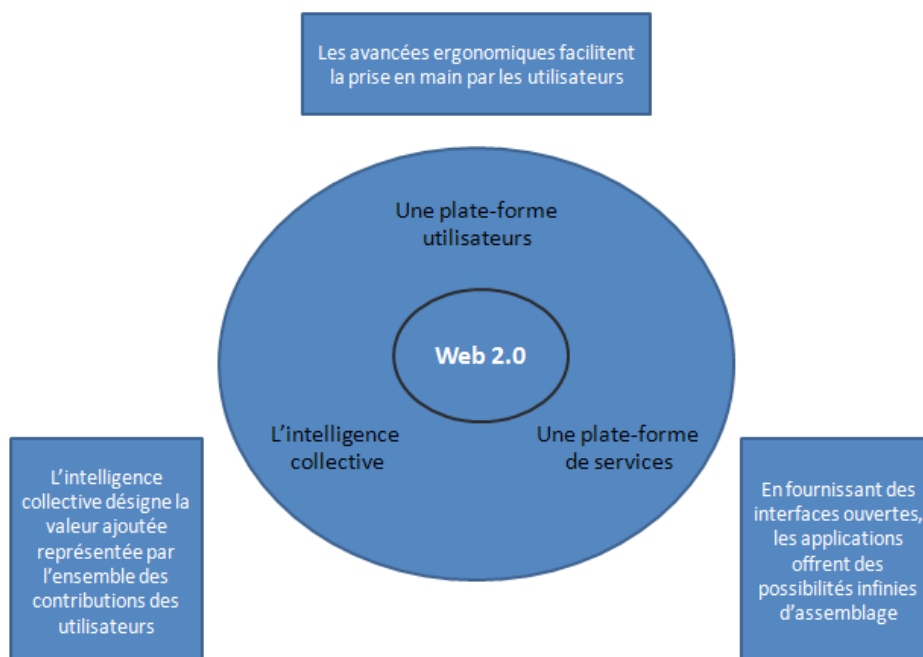 Les avancées ergonomiques facilitent
la prise en main par les utilisateurs
Une plate-forme
utilisateurs
Web 2.0
L'intelligence
collective
Une plate-forme
de services
L'intelligence
collective désigne la
valeur ajoutée
représentée par
l'ensemble des
contributions des
utilisateurs
En fournissant des
interfaces ouvertes,
les applications
offrent des
possibilités infinies
d'assemblage